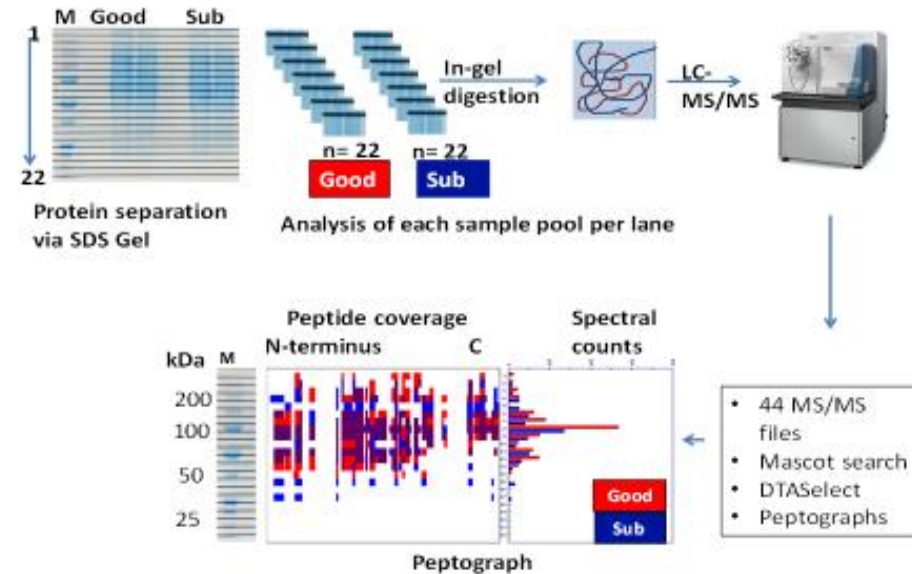 M Good Sub
1
22
Protein separation
via SDS Gel
n= 22 n= 22
Good Sub
Analysis of each sample pool per lane
In-gel
digestion
LC-
MS/MS
Peptide coverage
N-terminus C
Spectral
counts
kDa M
200
100
50
25
Good
Sub
Peptograph
• 44 MS/MS
files
• Mascot search
• DTASelect
• Peptographs